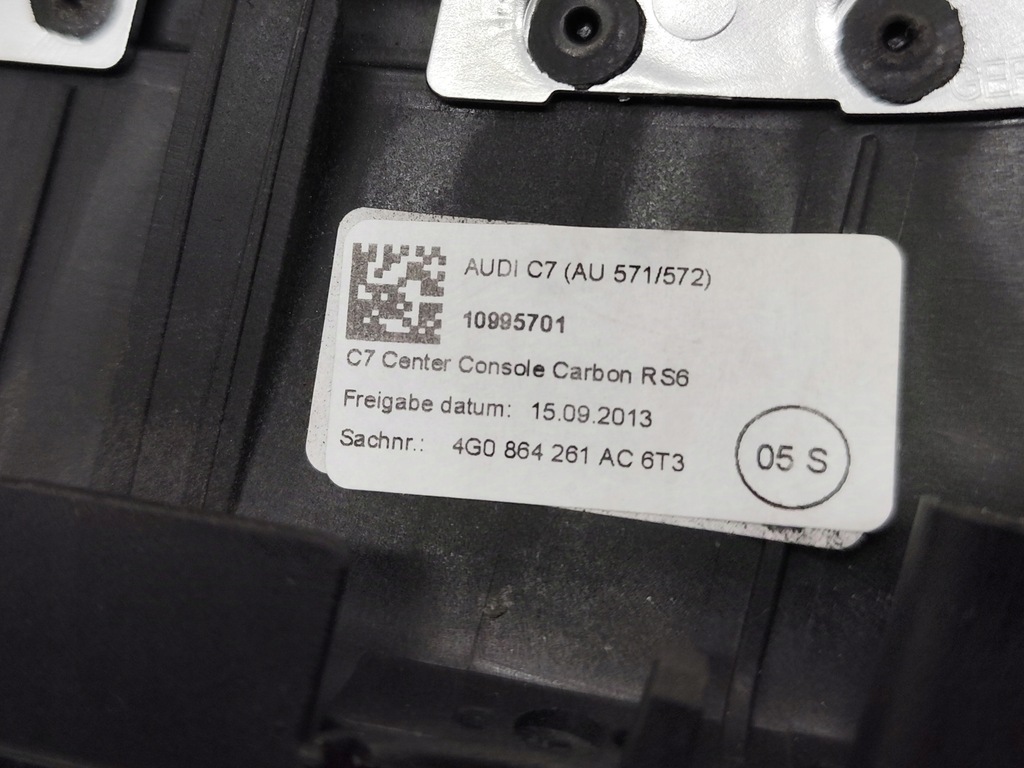 AUDI C7 (AU 571/572)
10995701
C7 Center Console Carbon RS6
Freigabe datum: 15.09.2013
Sachnr.: 4G0 864 261 AC 6T3
05 S